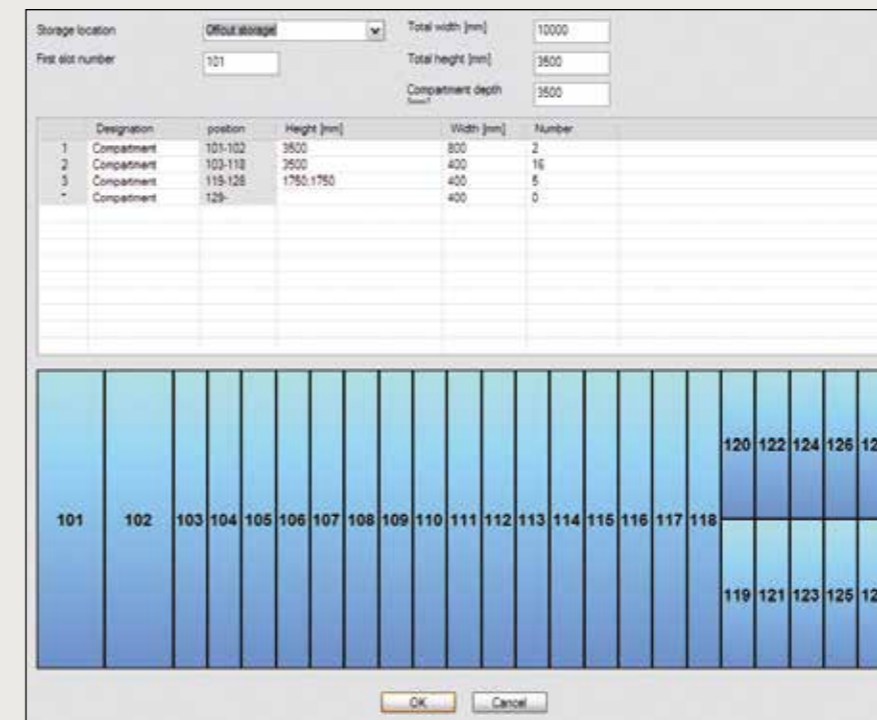 Storage location Offcut storage Total width [mm] 10000
First slot number 101 Total height [mm] 3500
Compartment depth 3500
Designation position Height [mm] Width [mm] Number
1 Compartment 101-102 3500 800 2
2 Compartment 103-118 3500 400 16
3 Compartment 119-128 1750;1750 400 5
* Compartment 129- 400 0
120 122 124 126 12
101 102 103 104 105 106 107 108 109 110 111 112 113 114 115 116 117 118
119 121 123 125 12
OK Cancel